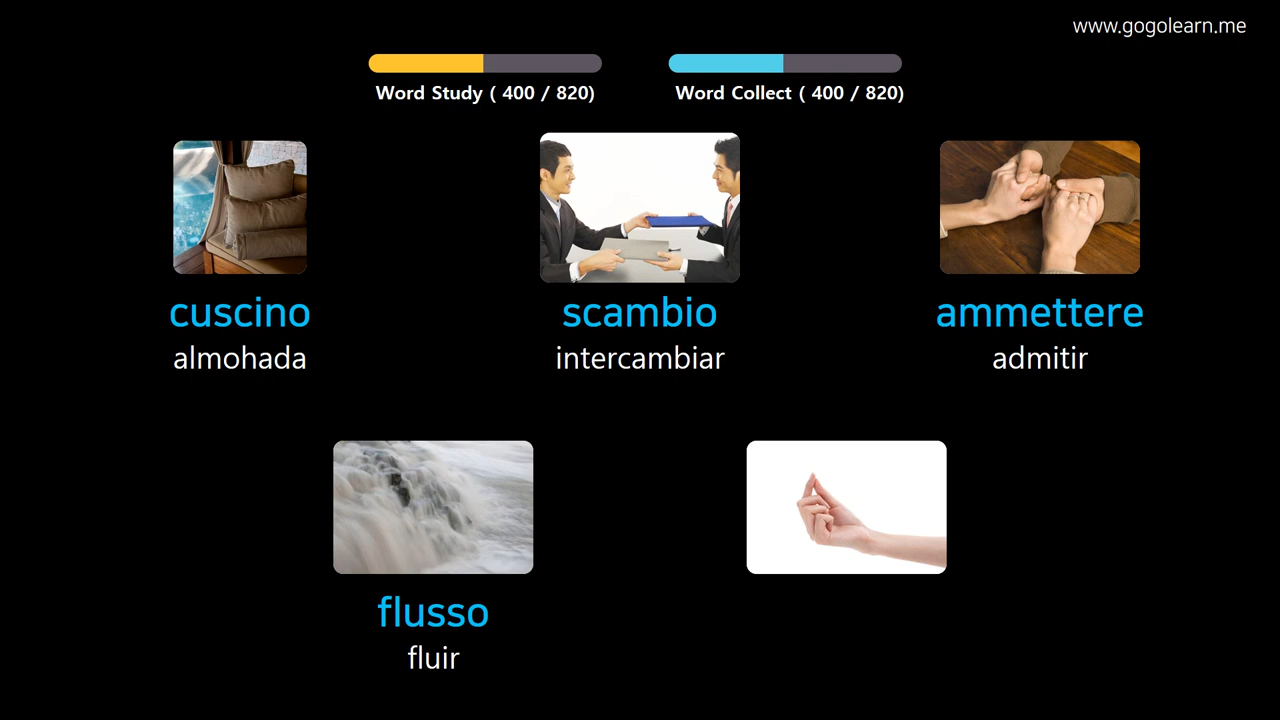 www.gogolearn.me
Word Study ( 400 / 820)
Word Collect ( 400 / 820)
cuscino
almohada
scambio
intercambiar
ammettere
admitir
flusso
fluir